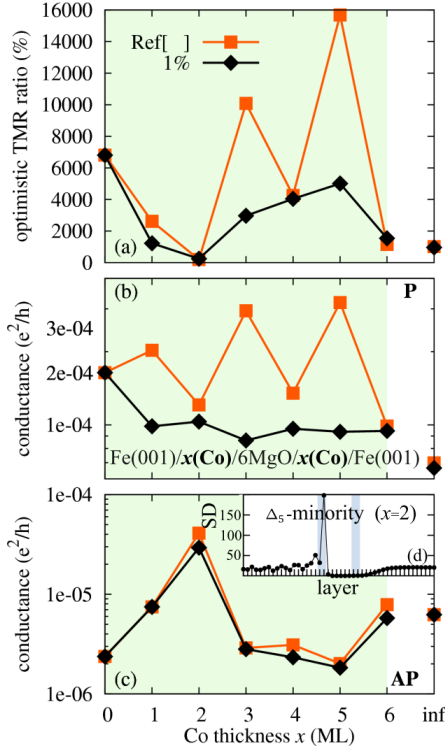 optimistic TMR ratio (%)
16000
14000
12000
10000
8000
6000
4000
2000
0
Ref[ ]
1%
(a)
(b)
P
conductance (e²/h)
3e-04
2e-04
1e-04
Fe(001)/x(Co)/6MgO/x(Co)/Fe(001)
conductance (e²/h)
1e-04
1e-05
1e-06
SD
150
100
50
Δ₅-minority (x=2)
(d)
layer
(c)
AP
0 1 2 3 4 5 6 inf
Co thickness x (ML)